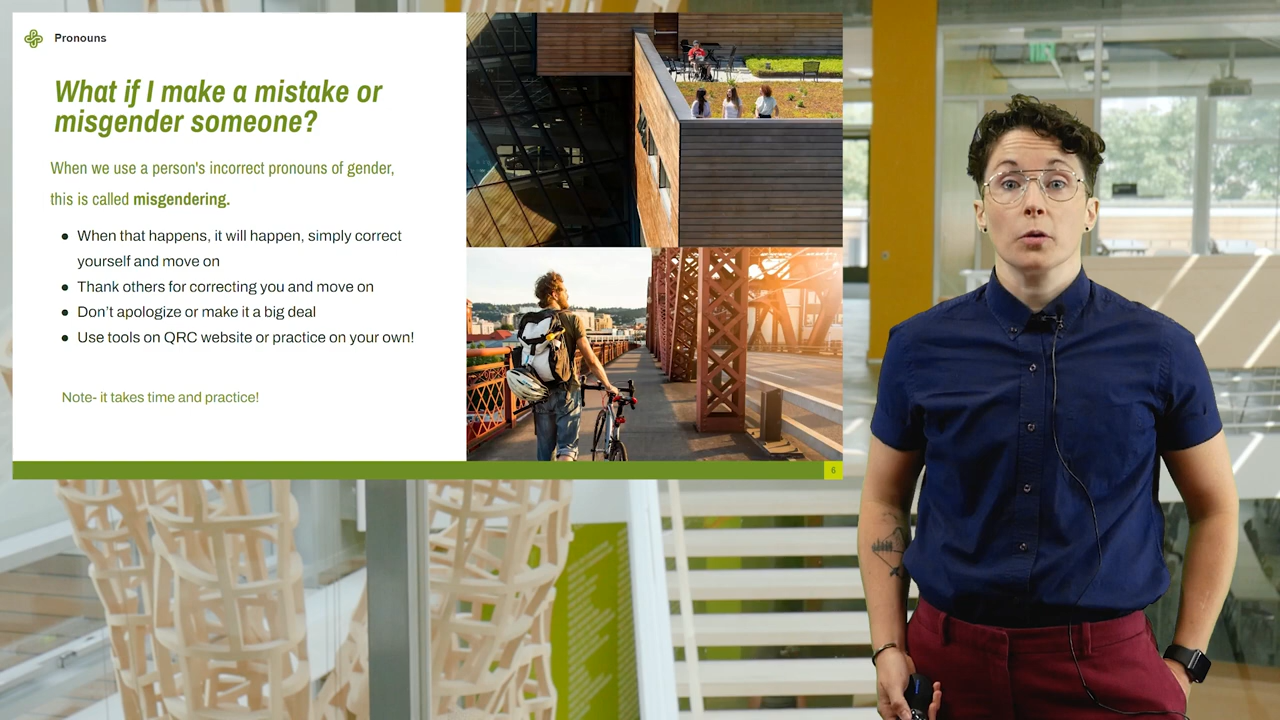 Pronouns
What if I make a mistake or
misgender someone?
When we use a person's incorrect pronouns of gender,
this is called misgendering.
● When that happens, it will happen, simply correct
yourself and move on
● Thank others for correcting you and move on
● Don't apologize or make it a big deal
● Use tools on QRC website or practice on your own!
Note- it takes time and practice!
6